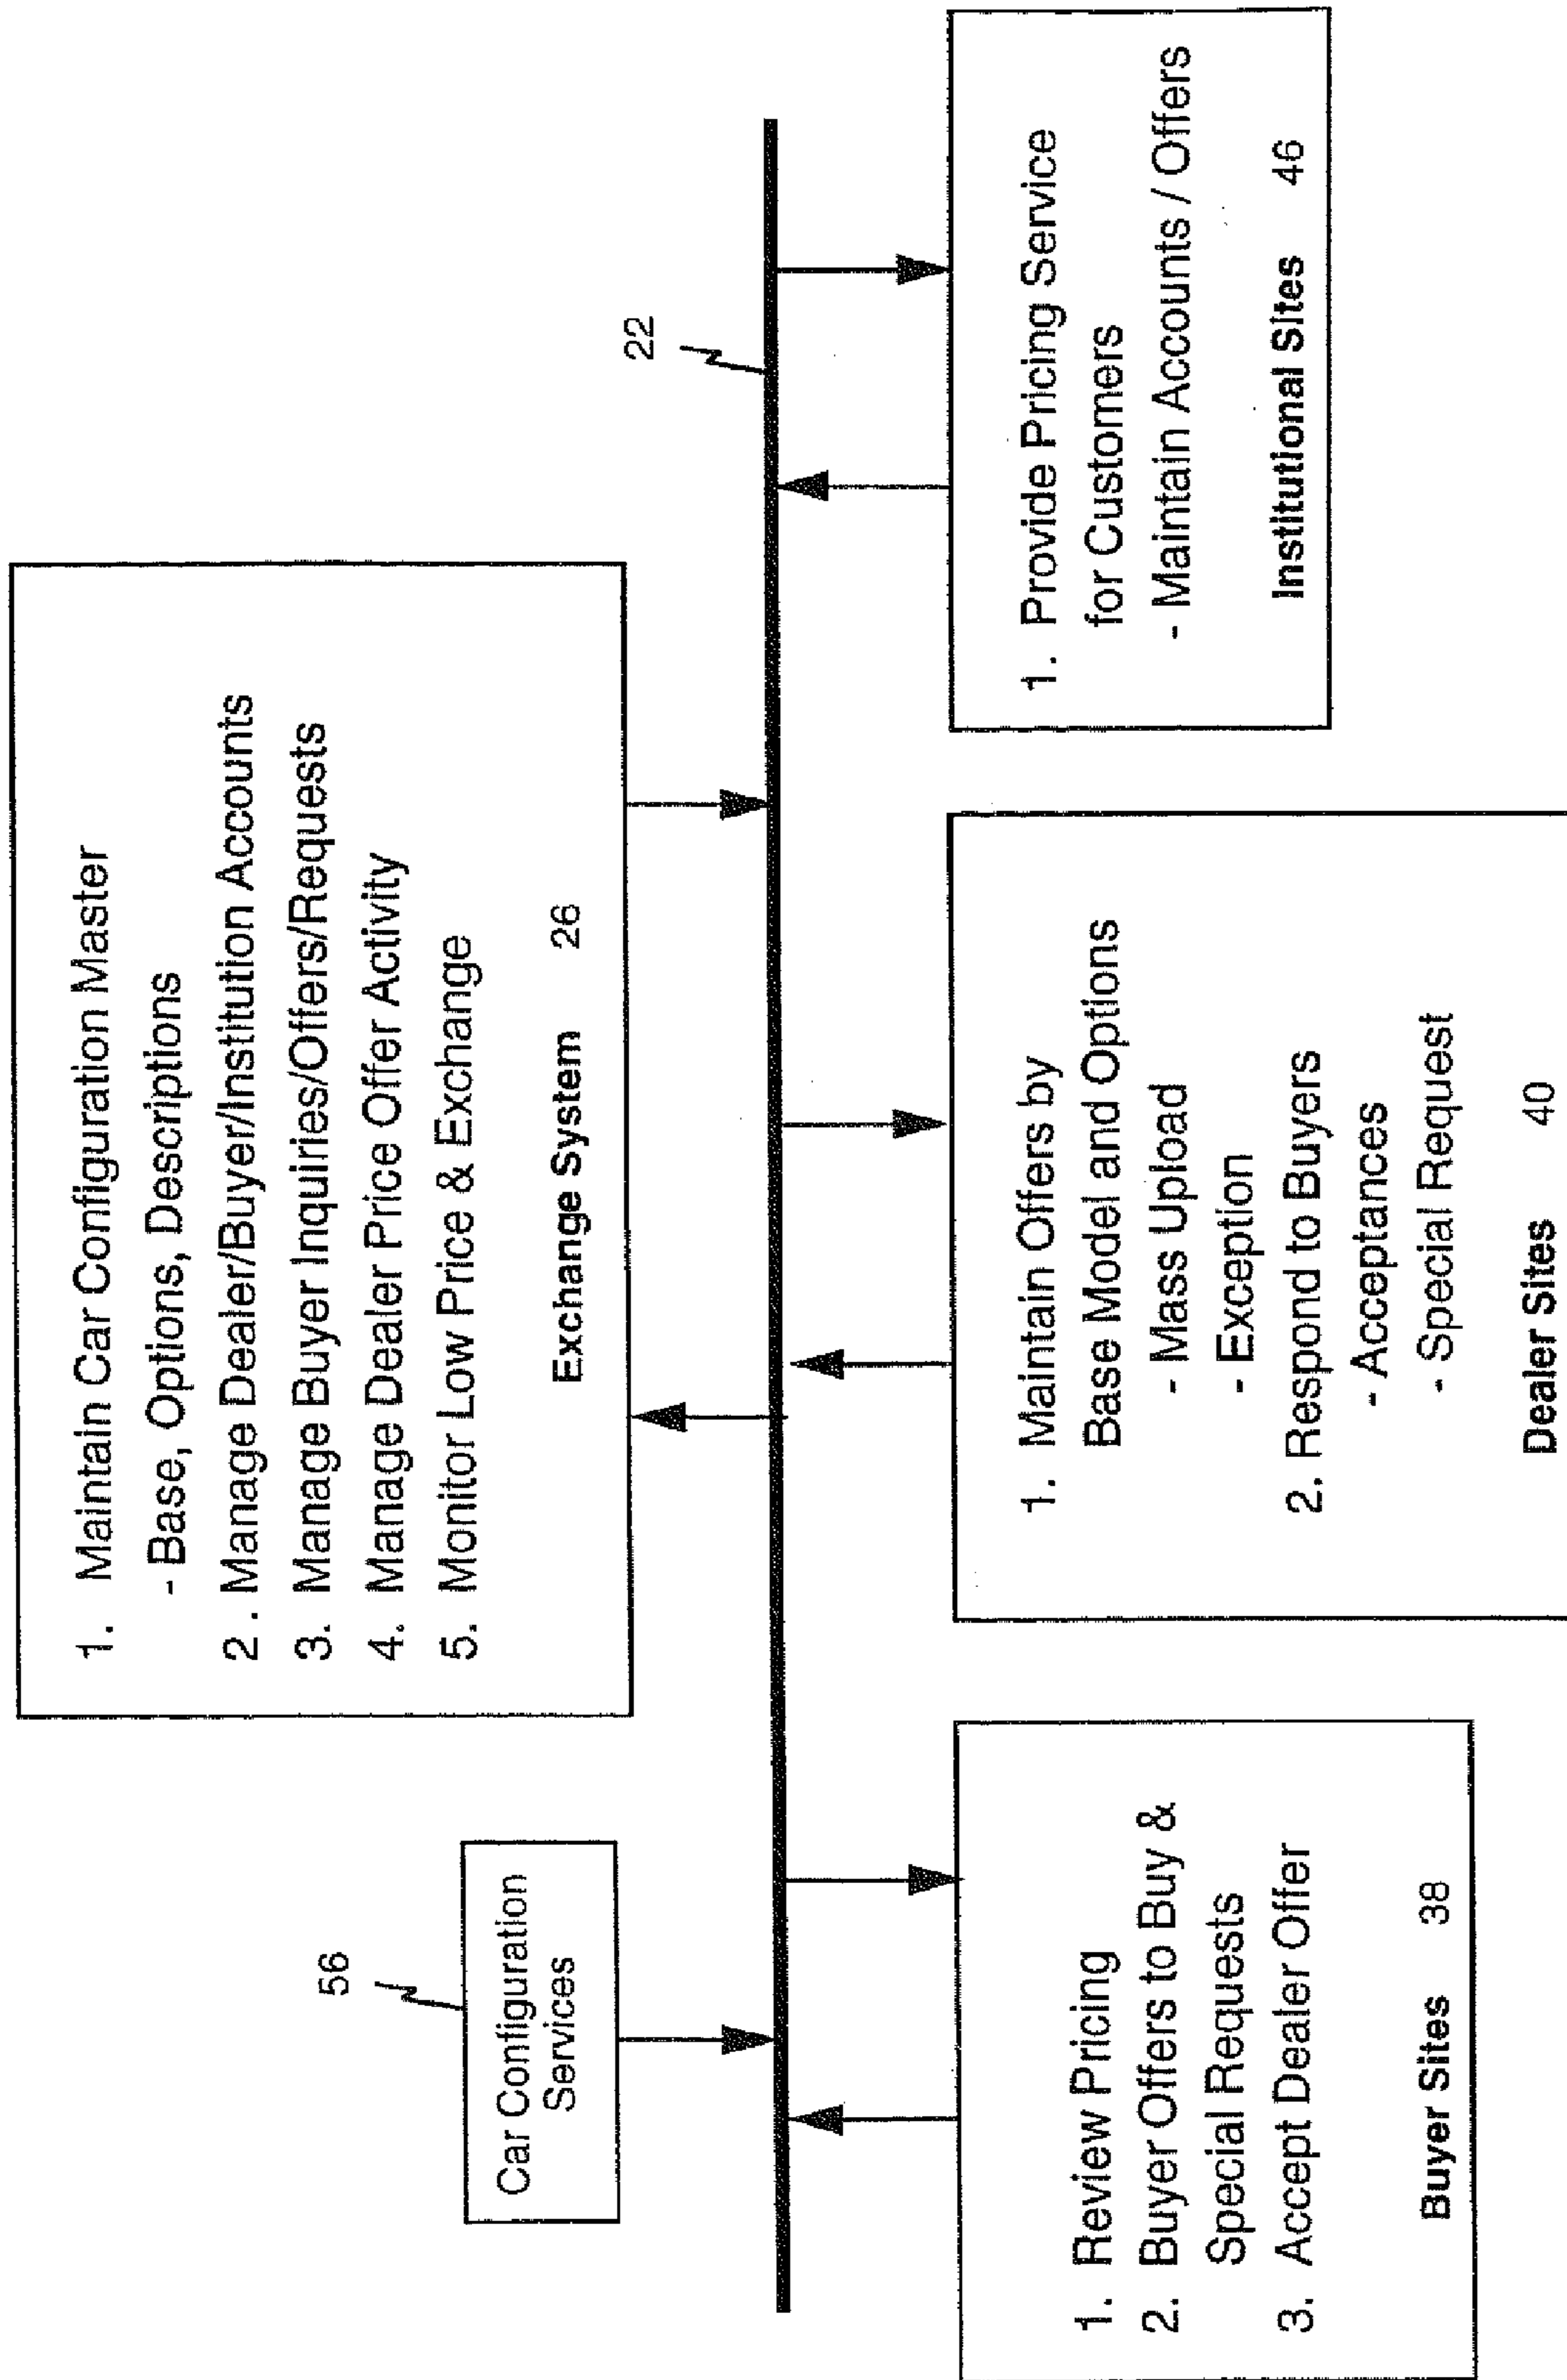 56
Car Configuration
Services
1. Maintain Car Configuration Master
- Base, Options, Descriptions
2. Manage Dealer/Buyer/Institution Accounts
3. Manage Buyer Inquiries/Offers/Requests
4. Manage Dealer Price Offer Activity
5. Monitor Low Price & Exchange
Exchange System 26
22
1. Review Pricing
2. Buyer Offers to Buy &
Special Requests
3. Accept Dealer Offer
Buyer Sites 38
1. Maintain Offers by
Base Model and Options
- Mass Upload
- Exception
2. Respond to Buyers
- Acceptances
- Special Request
Dealer Sites 40
1. Provide Pricing Service
for Customers
- Maintain Accounts / Offers
Institutional Sites 46